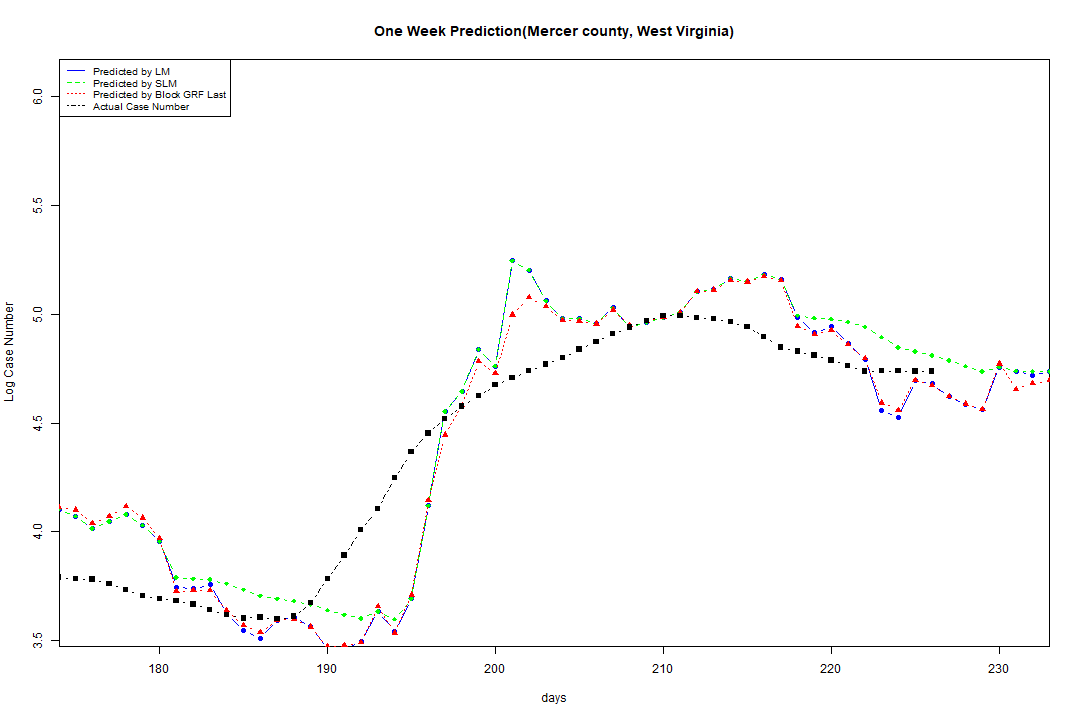 One Week Prediction(Mercer county, West Virginia)
Predicted by LM
Predicted by SLM
Predicted by Block GRF Last
Actual Case Number
6.0
5.5
5.0
4.5
4.0
3.5
Log Case Number
180 190 200 210 220 230
days